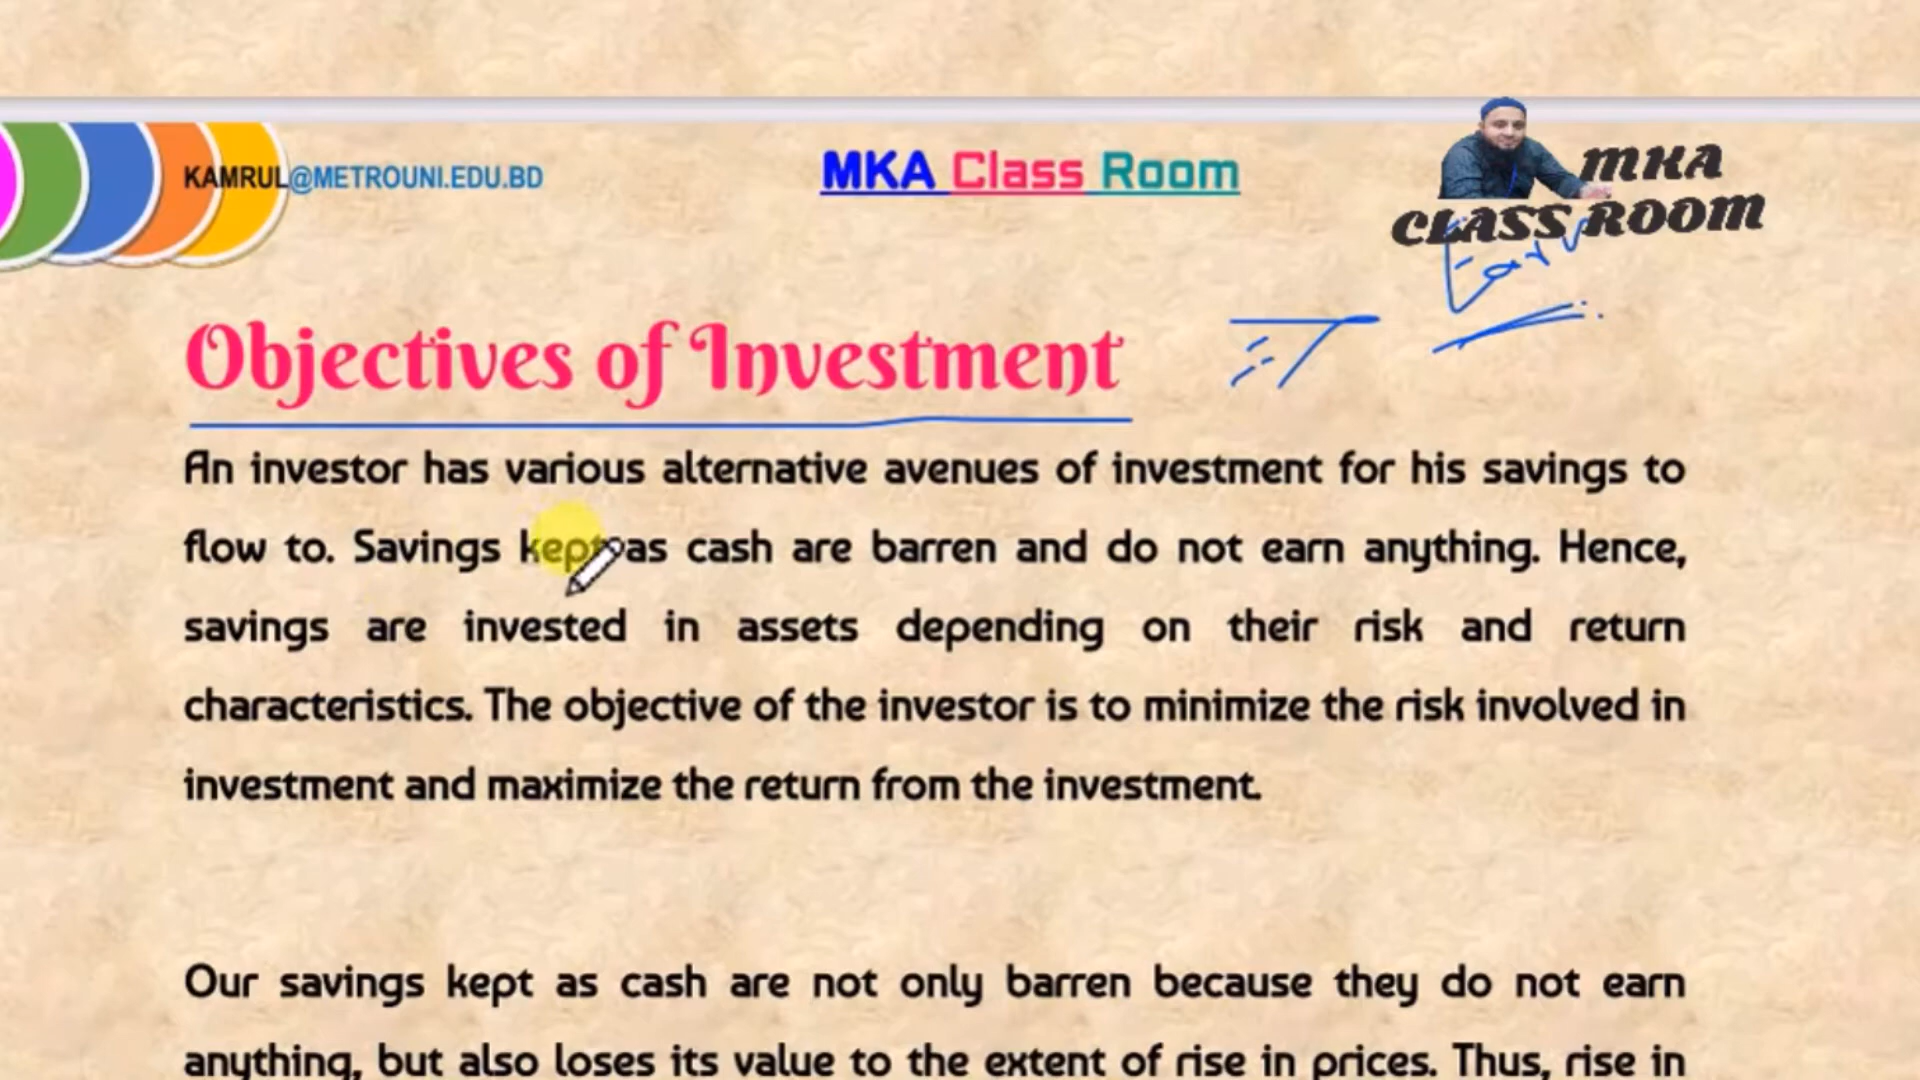 KAMRUL@METROUNI.EDU.BD
MKA Class Room
MKA
CLASS ROOM
Earn
Objectives of Investment
An investor has various alternative avenues of investment for his savings to
flow to. Savings kept as cash are barren and do not earn anything. Hence,
savings are invested in assets depending on their risk and return
characteristics. The objective of the investor is to minimize the risk involved in
investment and maximize the return from the investment.
Our savings kept as cash are not only barren because they do not earn
anything, but also loses its value to the extent of rise in prices. Thus, rise in